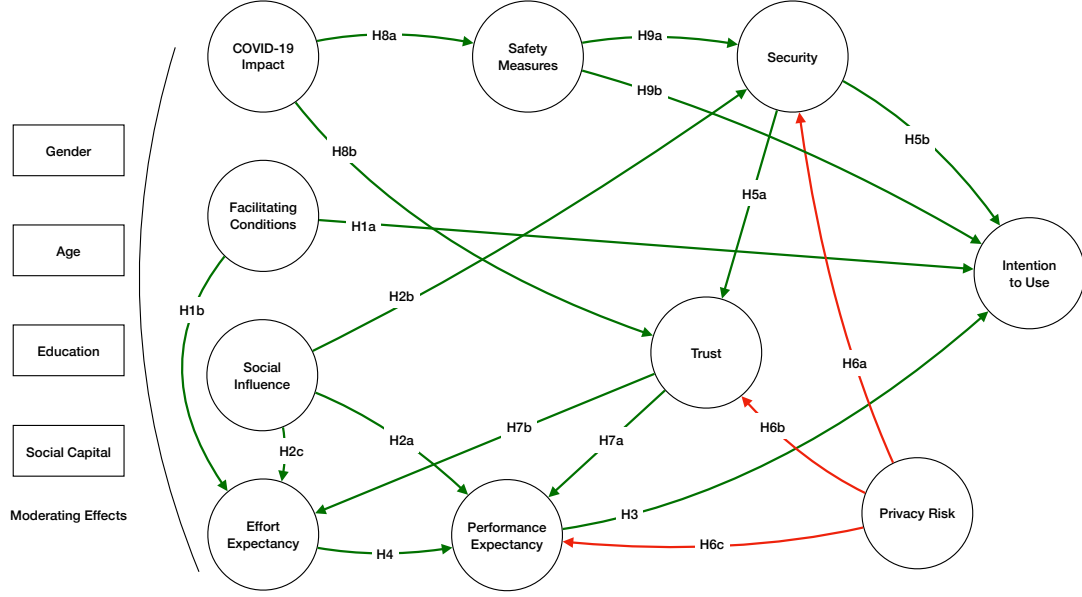 COVID-19
Impact
H8a
Safety
Measures
H9a
Security
H9b
H8b
H5b
Gender
Facilitating
Conditions
H1a
H5a
Age
Intention
to Use
H2b
H1b
Education
Social
Influence
Trust
H6a
H2a
H7b
H7a
H6b
H2c
Social Capital
Moderating Effects
Effort
Expectancy
H4
Performance
Expectancy
H3
H6c
Privacy Risk